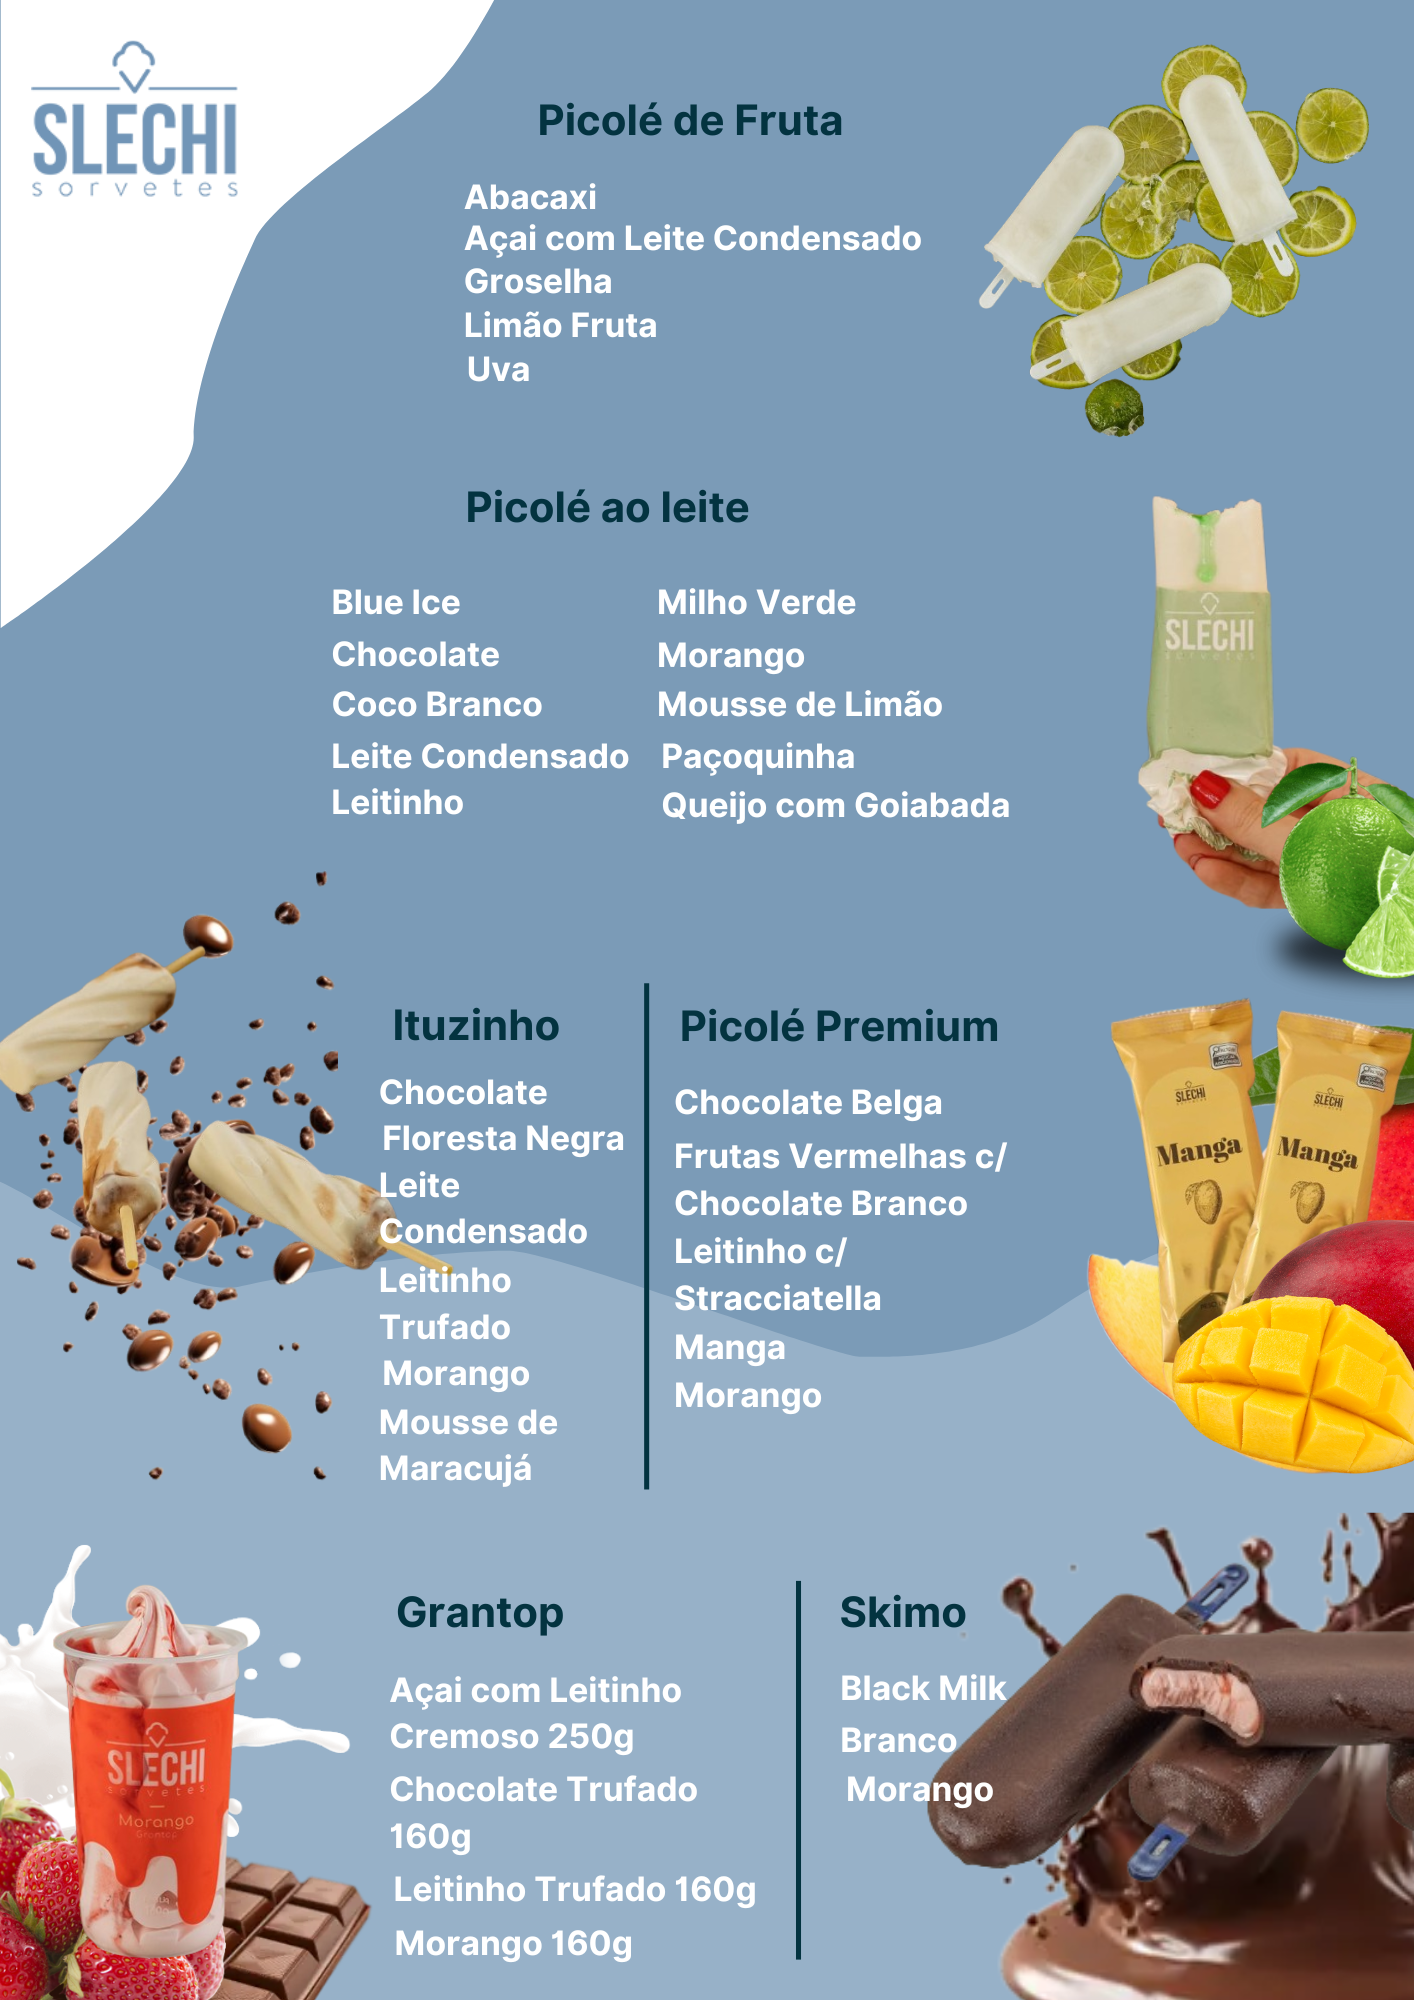 SLECHI
sorvetes
Picolé de Fruta
Abacaxi
Açai com Leite Condensado
Groselha
Limão Fruta
Uva
Picolé ao leite
Blue Ice
Chocolate
Coco Branco
Leite Condensado
Leitinho
Milho Verde
Morango
Mousse de Limão
Paçoquinha
Queijo com Goiabada
SLECHI
sorvetes
Ituzinho
Chocolate
Floresta Negra
Leite
Condensado
Leitinho
Trufado
Morango
Mousse de
Maracujá
Picolé Premium
Chocolate Belga
Frutas Vermelhas c/
Chocolate Branco
Leitinho c/
Stracciatella
Manga
Morango
SLECHI
Manga
SLECHI
Manga
Grantop
Açai com Leitinho
Cremoso 250g
Chocolate Trufado
160g
Leitinho Trufado 160g
Morango 160g
SLECHI
sorvetes
Morango
Grantop
Skimo
Black Milk
Branco
Morango